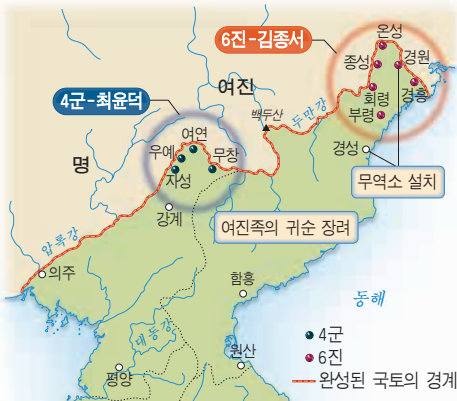 6진-김종서
온성
종성
경원
회령
경흥
부령
여진
4군-최윤덕
백두산
두만강
여연
우예
무창
자성
명
경성
무역소 설치
강계
여진족의 귀순 장려
압록강
의주
함흥
동해
대동강
4군
원산
6진
평양
완성된 국토의 경계